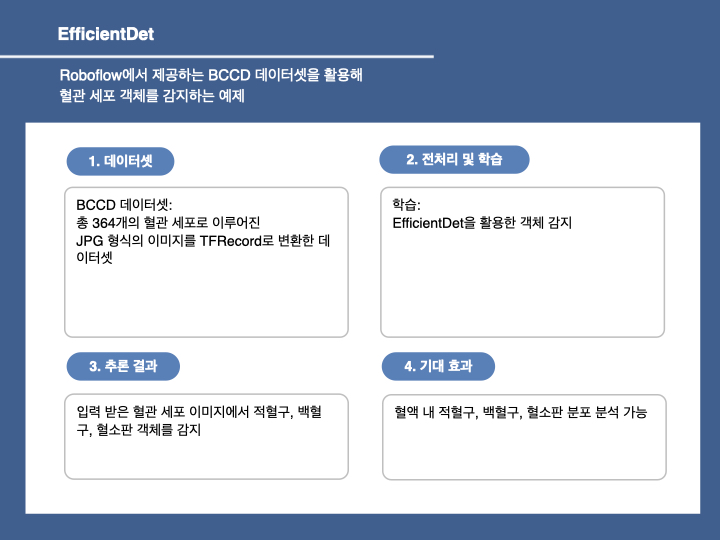 EfficientDet
Roboflow에서 제공하는 BCCD 데이터셋을 활용해
혈관 세포 객체를 감지하는 예제
1. 데이터셋
BCCD 데이터셋:
총 364개의 혈관 세포로 이루어진
JPG 형식의 이미지를 TFRecord로 변환한 데
이터셋
2. 전처리 및 학습
학습:
EfficientDet을 활용한 객체 감지
3. 추론 결과
입력 받은 혈관 세포 이미지에서 적혈구, 백혈
구, 혈소판 객체를 감지
4. 기대 효과
혈액 내 적혈구, 백혈구, 혈소판 분포 분석 가능